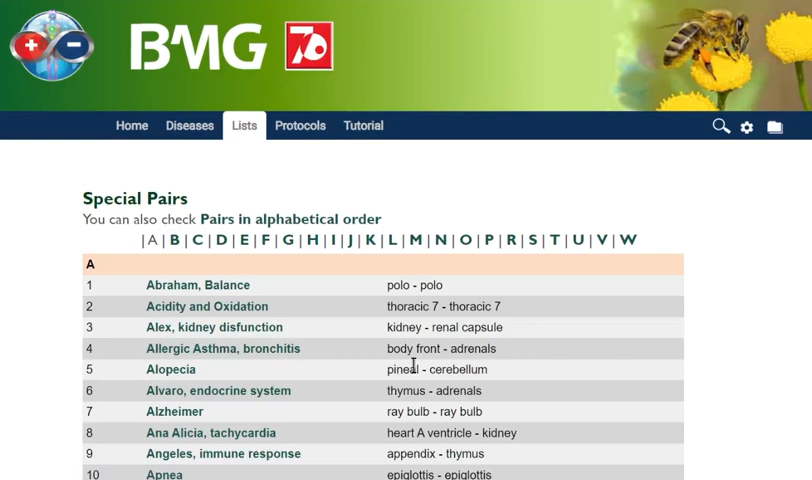 + -
BMG 70
Home Diseases Lists Protocols Tutorial
Special Pairs
You can also check Pairs in alphabetical order
| A | B | C | D | E | F | G | H | I | J | K | L | M | N | O | P | R | S | T | U | V | W
A
1 Abraham, Balance polo - polo
2 Acidity and Oxidation thoracic 7 - thoracic 7
3 Alex, kidney disfunction kidney - renal capsule
4 Allergic Asthma, bronchitis body front - adrenals
5 Alopecia pineal - cerebellum
6 Alvaro, endocrine system thymus - adrenals
7 Alzheimer ray bulb - ray bulb
8 Ana Alicia, tachycardia heart A ventricle - kidney
9 Angeles, immune response appendix - thymus
10 Apnea epiglottis - epiglottis